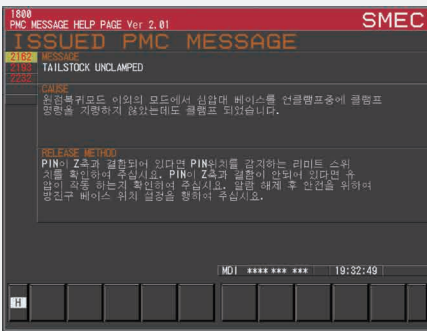 1800
PMC MESSAGE HELP PAGE Ver 2.01
SMEC
ISSUED PMC MESSAGE
2182
MESSAGE
TAILSTOCK UNCLAMPED
2232
CAUSE
원점복귀모드 이외의 모드에서 심압대 베이스를 언클램프중에 클램프
명령을 지령하지 않았는데도 클램프 되었습니다.
RELEASE METHOD
PIN이 Z축과 결합되어 있다면 PIN위치를 감지하는 리미트 스위
치를 확인하여 주십시요. PIN이 Z축과 결합이 안되어 있다면 유
압이 작동 하는지 확인하여 주십시요. 알람 해제 후 안전을 위하여
방진구 베이스 위치 설정을 행하여 주십시요.
MDI **** *** *** 19:32:49
H